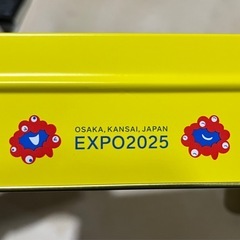 OSAKA, KANSAI, JAPAN
EXPO2025